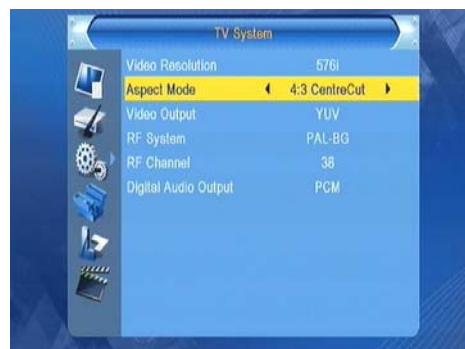 TV System
Video Resolution 576i
Aspect Mode 4:3 CentreCut
Video Output YUV
RF System PAL-BG
RF Channel 38
Digital Audio Output PCM